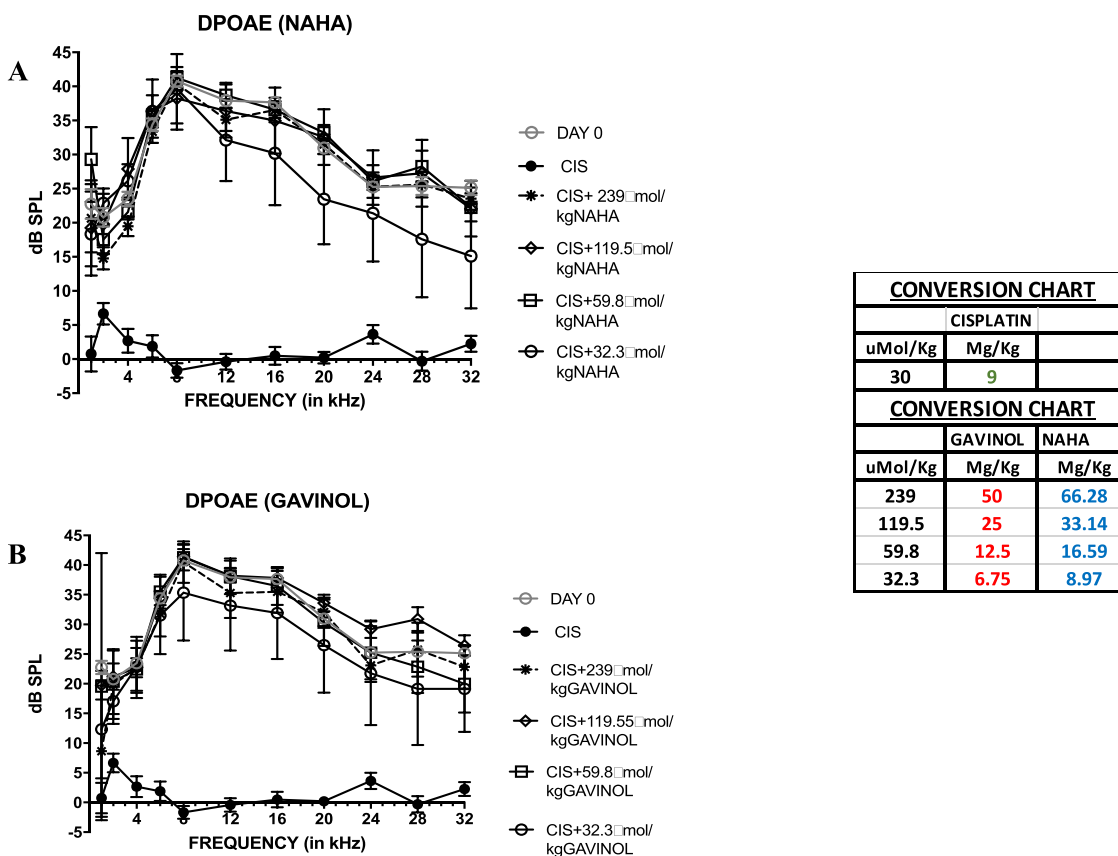 DPOAE (NAHA)
A
45
40
35
30
25
20
15
10
5
0
-5
dB SPL
4
8
12
16
20
24
28
32
FREQUENCY (in kHz)
DAY 0
CIS
CIS+ 239□mol/
kgNAHA
CIS+119.5□mol/
kgNAHA
CIS+59.8□mol/
kgNAHA
CIS+32.3□mol/
kgNAHA
DPOAE (GAVINOL)
B
45
40
35
30
25
20
15
10
5
0
-5
dB SPL
4
8
12
16
20
24
28
32
FREQUENCY (in kHz)
DAY 0
CIS
CIS+239□mol/
kgGAVINOL
CIS+119.55□mol/
kgGAVINOL
CIS+59.8□mol/
kgGAVINOL
CIS+32.3□mol/
kgGAVINOL
CONVERSION CHART
CISPLATIN
uMol/Kg Mg/Kg
30 9
CONVERSION CHART
GAVINOL NAHA
uMol/Kg Mg/Kg Mg/Kg
239 50 66.28
119.5 25 33.14
59.8 12.5 16.59
32.3 6.75 8.97